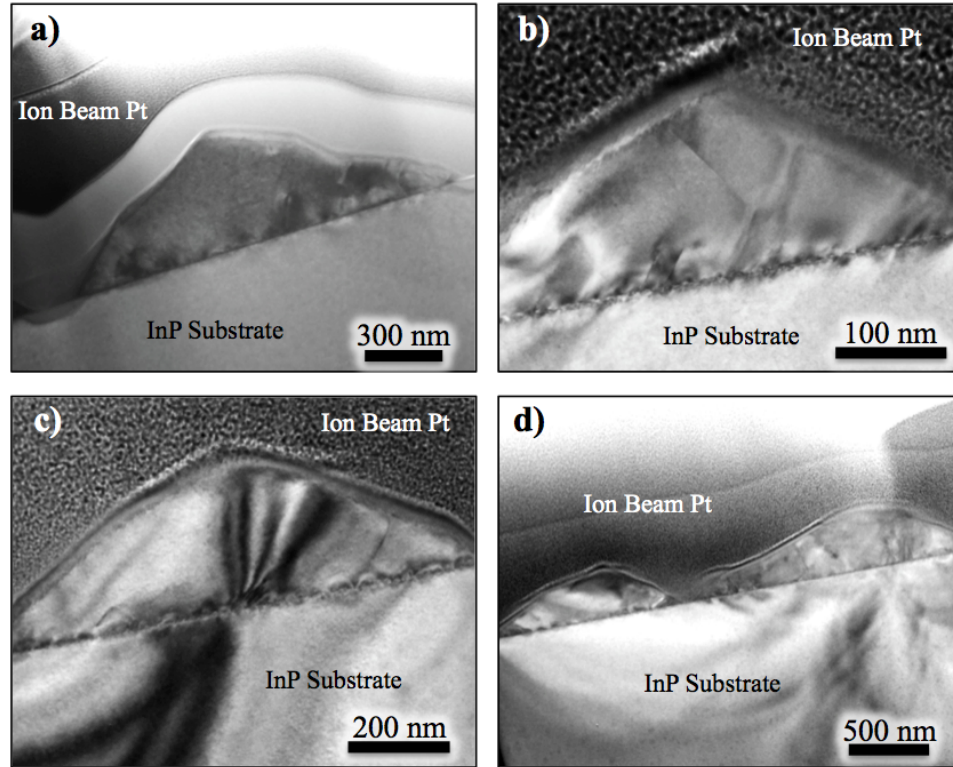 a)
Ion Beam Pt
InP Substrate
300 nm
b)
Ion Beam Pt
InP Substrate
100 nm
c)
Ion Beam Pt
InP Substrate
200 nm
d)
Ion Beam Pt
InP Substrate
500 nm